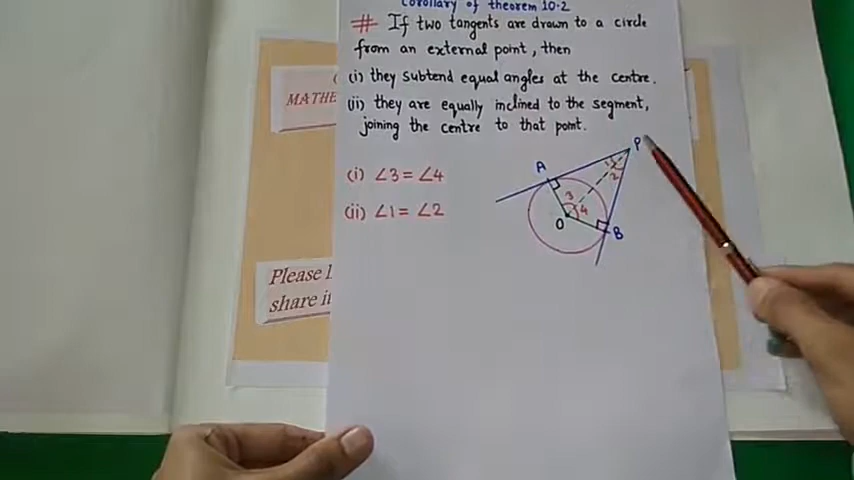 Corollary of theorem 10.2
# If two tangents are drawn to a circle
from an external point, then
(i) they subtend equal angles at the centre.
(ii) they are equally inclined to the segment,
joining the centre to that point.
(i) ∠3 = ∠4
(ii) ∠1 = ∠2
A
P
1
2
3
4
O
B
MATHE
Please
share i